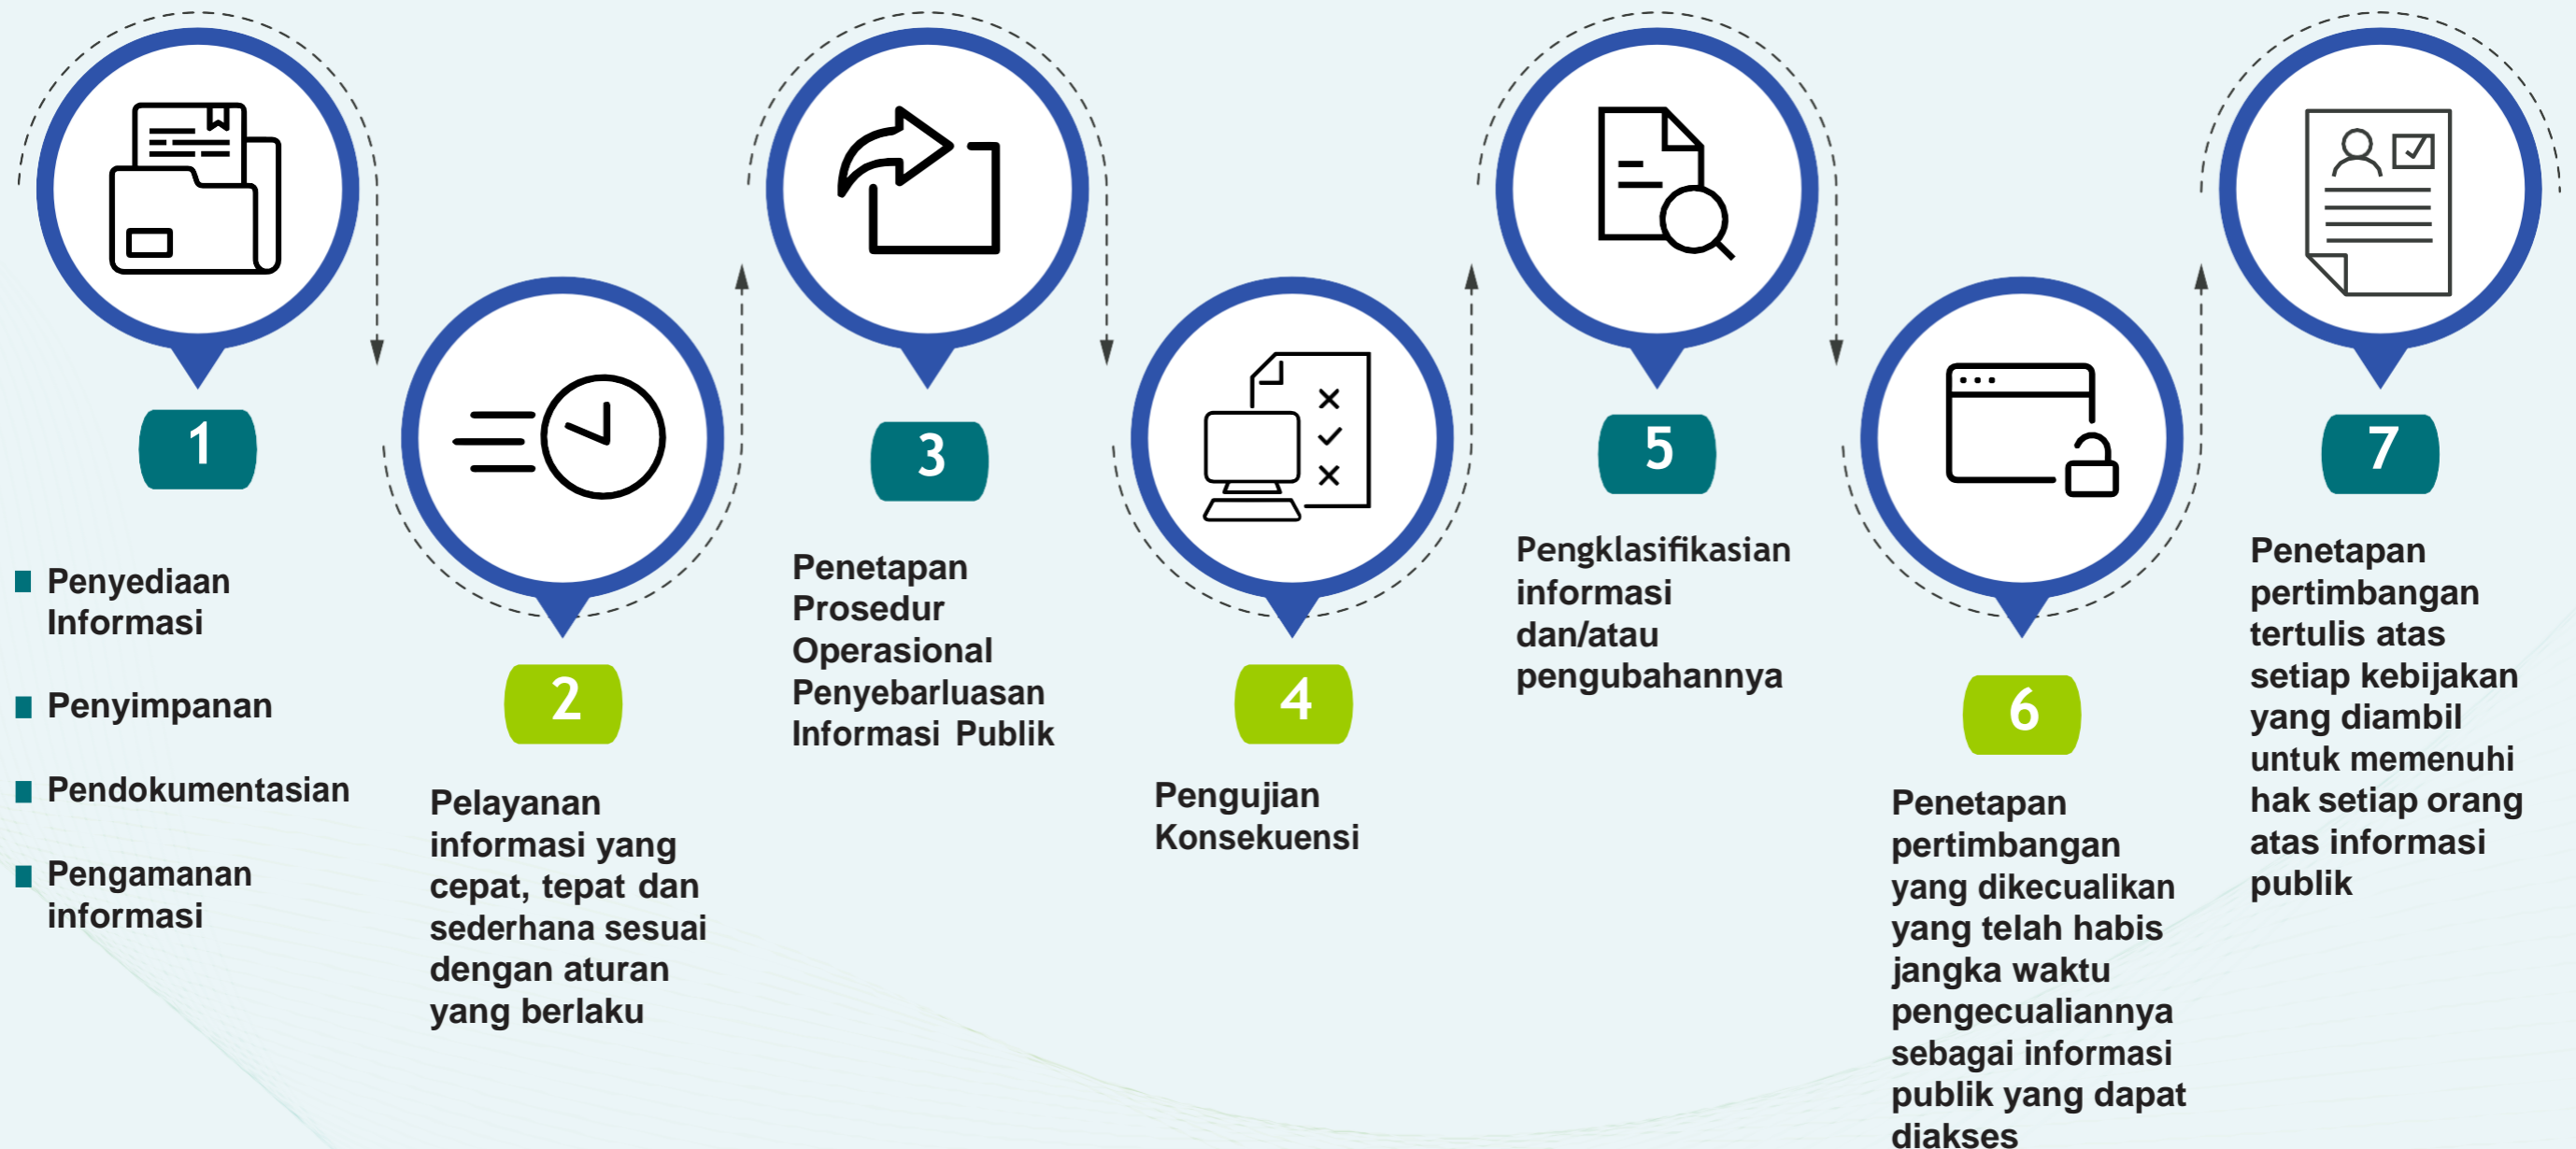 1
Penyediaan
Informasi
Penyimpanan
Pendokumentasian
Pengamanan
informasi
2
Pelayanan
informasi yang
cepat, tepat dan
sederhana sesuai
dengan aturan
yang berlaku
3
Penetapan
Prosedur
Operasional
Penyebarluasan
Informasi Publik
4
Pengujian
Konsekuensi
5
Pengklasifikasian
informasi
dan/atau
pengubahannya
6
Penetapan
pertimbangan
yang dikecualikan
yang telah habis
jangka waktu
pengecualiannya
sebagai informasi
publik yang dapat
diakses
7
Penetapan
pertimbangan
tertulis atas
setiap kebijakan
yang diambil
untuk memenuhi
hak setiap orang
atas informasi
publik